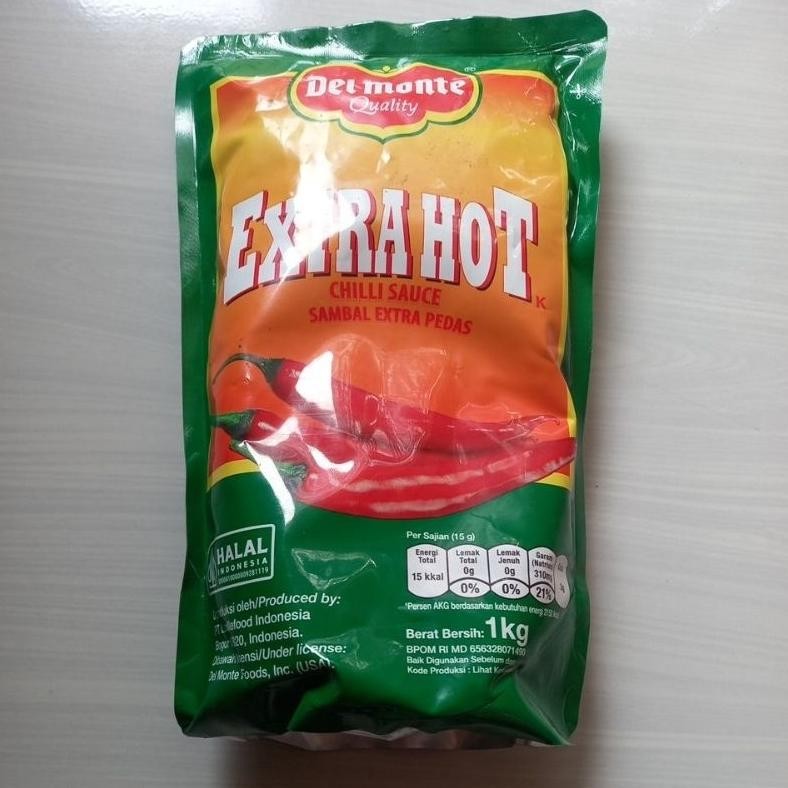 Del Monte ®
Quality
EXTRA HOT
K
CHILLI SAUCE
SAMBAL EXTRA PEDAS
HALAL
INDONESIA
Per Sajian (15 g)
Energi Total
15 kkal
Lemak Total
0g
0%
Lemak Jenuh
0g
0%
Garam
310mg
21%
*Persen AKG berdasarkan kebutuhan energi 2150
oleh/Produced by:
Indonesia
Indonesia.
/Under license:
Del Monte Foods, Inc. (USA).
Berat Bersih: 1kg
BPOM RI MD
Baik Digunakan Sebelum
Kode Produksi : Lihat